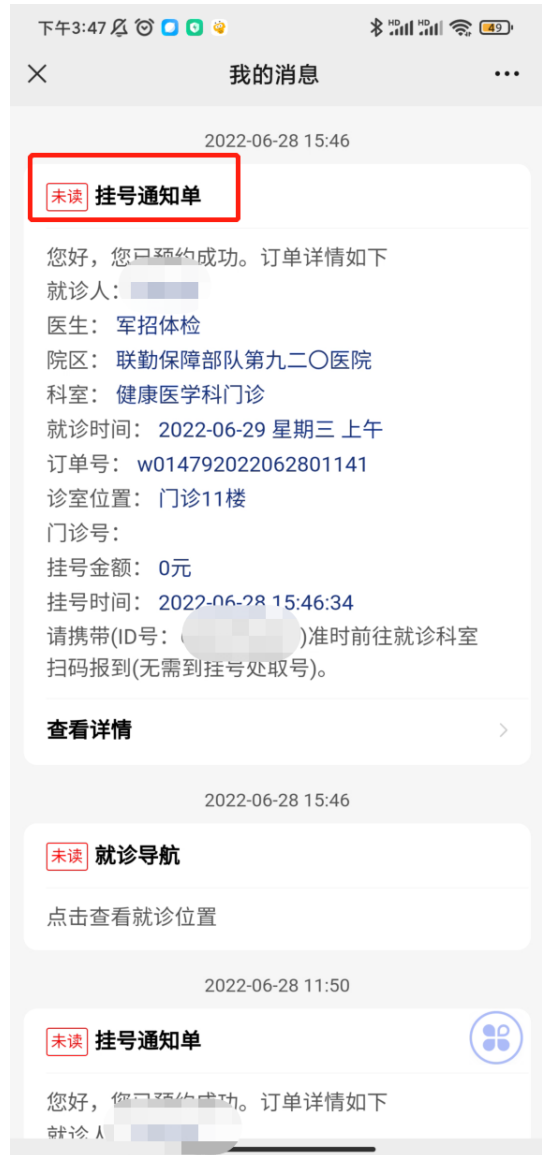 下午3:47
49
我的消息
2022-06-28 15:46
未读 挂号通知单
您好，您已预约成功。订单详情如下
就诊人：
医生： 军招体检
院区： 联勤保障部队第九二〇医院
科室： 健康医学科门诊
就诊时间： 2022-06-29 星期三 上午
订单号： w014792022062801141
诊室位置： 门诊11楼
门诊号：
挂号金额： 0元
挂号时间： 2022-06-28 15:46:34
请携带(ID号： )准时前往就诊科室
扫码报到(无需到挂号处取号)。
查看详情
2022-06-28 15:46
未读 就诊导航
点击查看就诊位置
2022-06-28 11:50
未读 挂号通知单
您好，您已预约成功。订单详情如下
就诊人